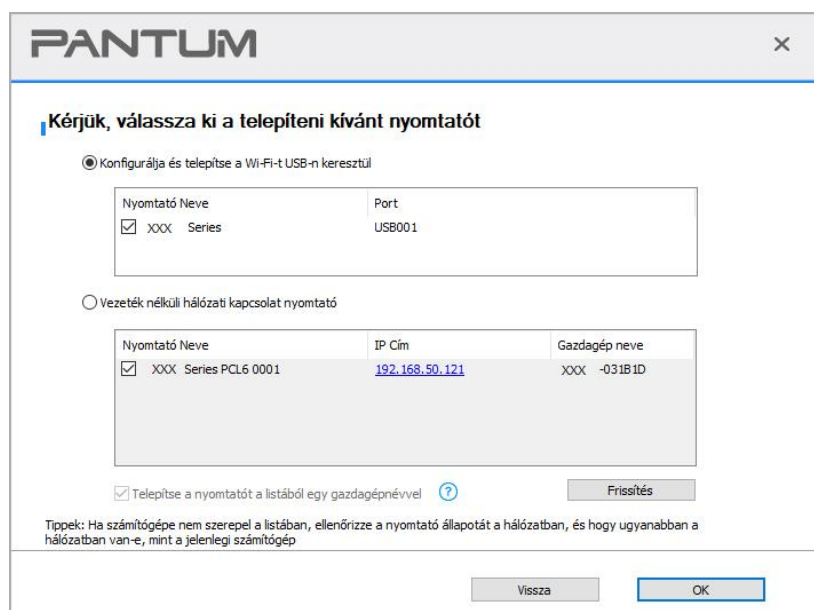 PANTUM
Kérjük, válassza ki a telepíteni kívánt nyomtatót
Konfigurálja és telepítse a Wi-Fi-t USB-n keresztül
Nyomtató Neve Port
XXX Series USB001
Vezeték nélküli hálózati kapcsolat nyomtató
Nyomtató Neve IP Cím Gazdagép neve
XXX Series PCL6 0001 192.168.50.121 XXX -031B1D
Telepítse a nyomtatót a listából egy gazdagépnévvel ? Frissítés
Tippek: Ha számítógépe nem szerepel a listában, ellenőrizze a nyomtató állapotát a hálózatban, és hogy ugyanabban a
hálózatban van-e, mint a jelenlegi számítógép
Vissza OK